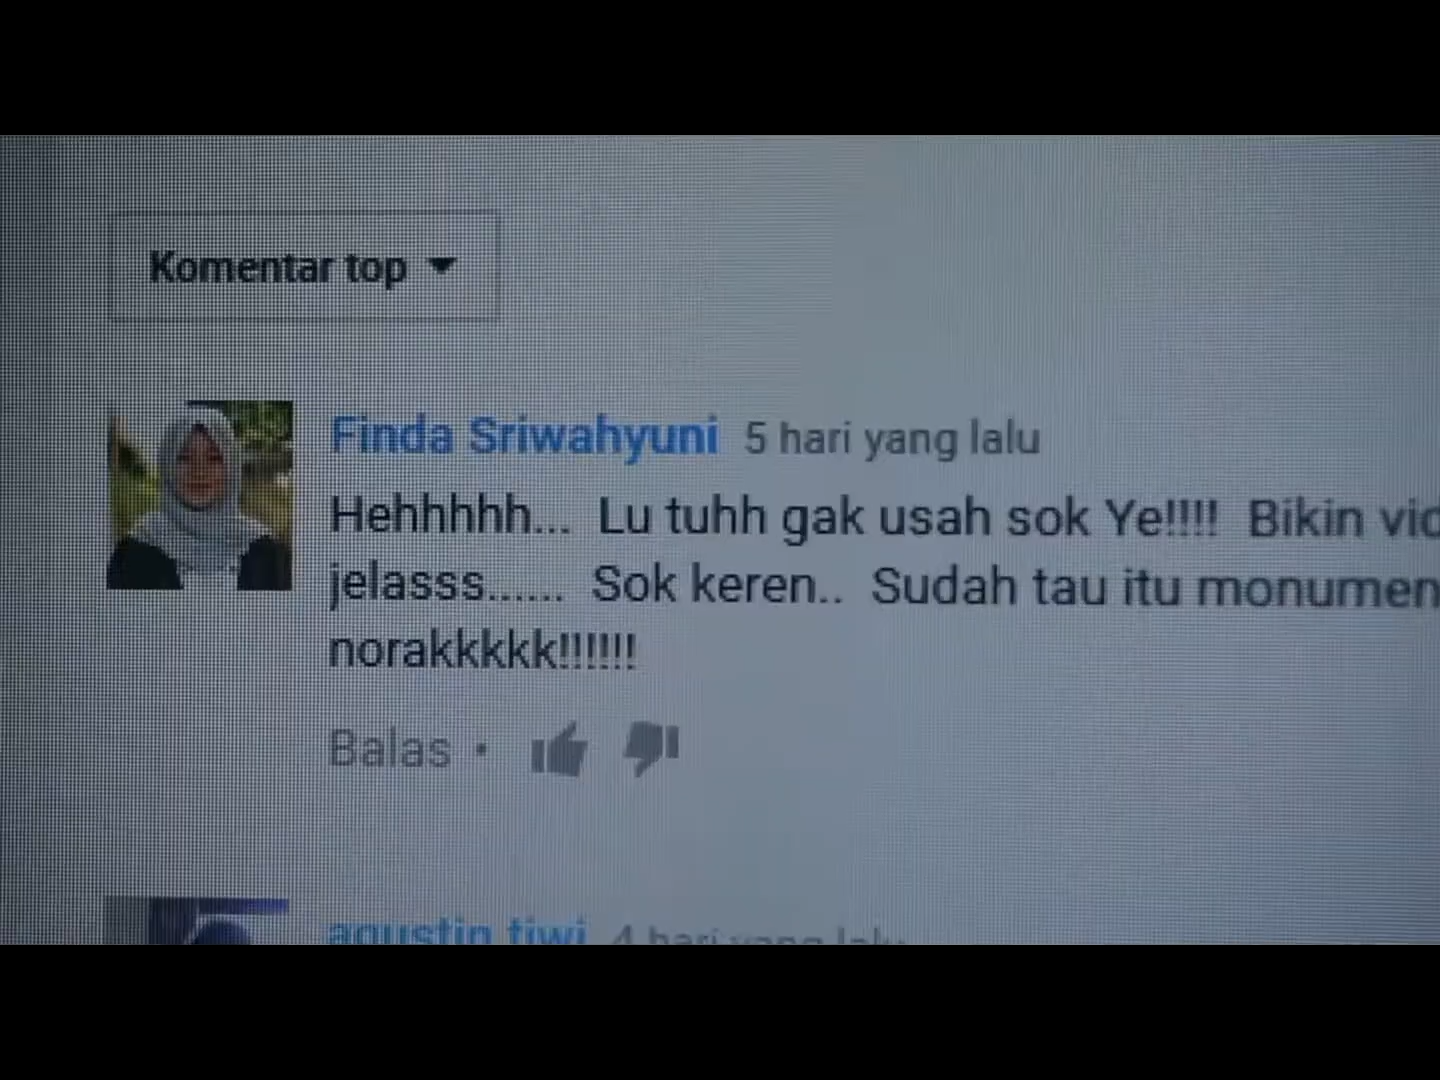 Komentar top
Finda Sriwahyuni 5 hari yang lalu
Hehhhhh... Lu tuhh gak usah sok Ye!!!! Bikin
jelasss....... Sok keren.. Sudah tau itu monumen
norakkkkk!!!!!!
Balas •
agustin tiwi 4 hari yang lalu